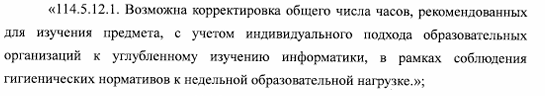 «114.5.12.1. Возможна корректировка общего числа часов, рекомендованных
для изучения предмета, с учетом индивидуального подхода образовательных
организаций к углубленному изучению информатики, в рамках соблюдения
гигиенических нормативов к недельной образовательной нагрузке.»;